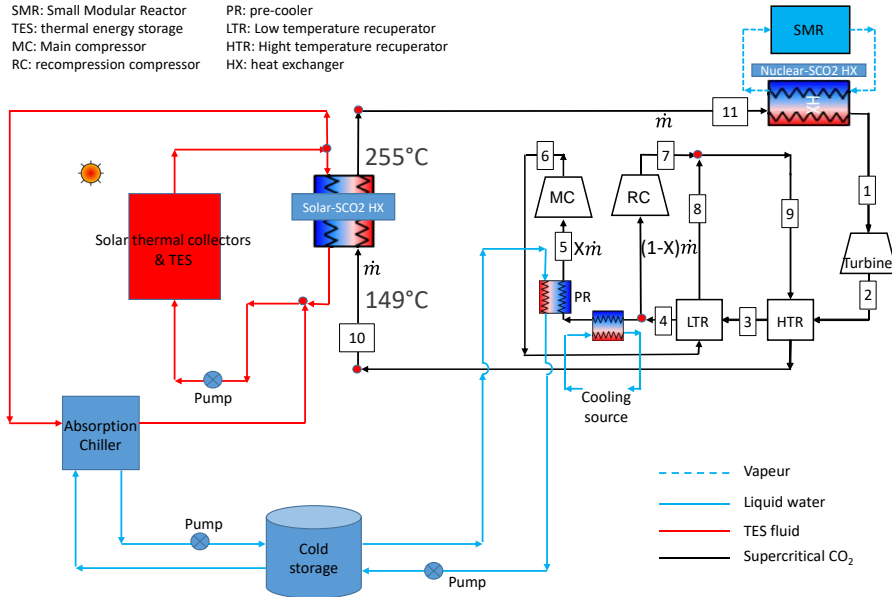 SMR: Small Modular Reactor
TES: thermal energy storage
MC: Main compressor
RC: recompression compressor
PR: pre-cooler
LTR: Low temperature recuperator
HTR: Hight temperature recuperator
HX: heat exchanger
SMR
Nuclear-SCO2 HX
HX
11
ṁ
255°C
6
7
MC
RC
8
9
1
Solar-SCO2 HX
Solar thermal collectors
& TES
ṁ
149°C
5
Xṁ
(1-X)ṁ
Turbine
2
PR
4
LTR
3
HTR
10
Pump
Cooling
source
Absorption
Chiller
Pump
Cold
storage
Pump
Vapeur
Liquid water
TES fluid
Supercritical CO₂